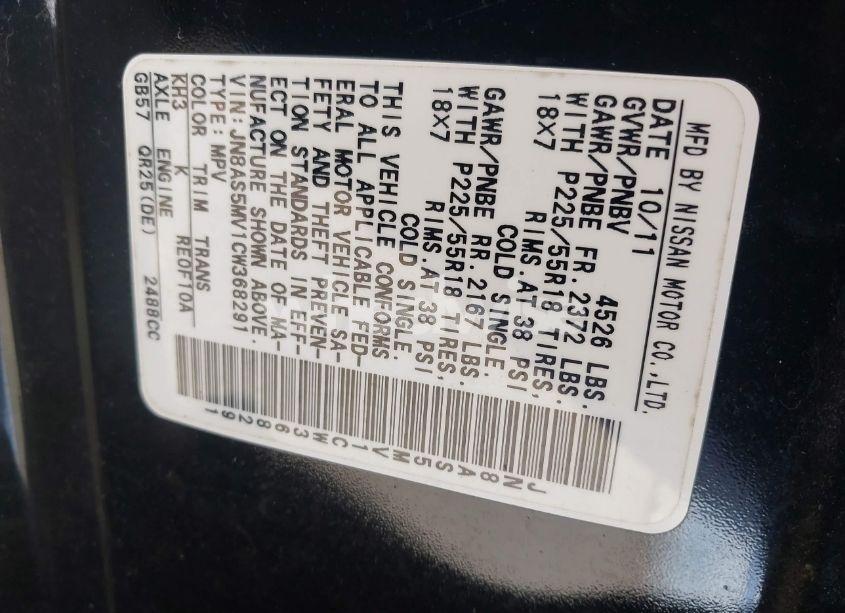 MFD BY NISSAN MOTOR CO.,LTD.
DATE 10/11
GVWR/PNBV 4526 LBS.
GAWR/PNBE FR.2372 LBS.
WITH P225/55R18 TIRES,
18X7 RIMS.AT 38 PSI,
COLD SINGLE.
GAWR/PNBE RR.2167 LBS.
WITH P225/55R18 TIRES,
18X7 RIMS.AT 38 PSI
COLD SINGLE.
THIS VEHICLE CONFORMS
TO ALL APPLICABLE FED-
ERAL MOTOR VEHICLE SA-
FETY AND THEFT PREVEN-
TION STANDARDS IN EFF-
ECT ON THE DATE OF MA-
NUFACTURE SHOWN ABOVE.
VIN:JN8AS5MV1CW368291
TYPE:MPV
COLOR TRIM TRANS
KH3 K RE0F10A
AXLE ENGINE
GB57 QR25(DE) 2488CC
JN8AS5MV1CW368291